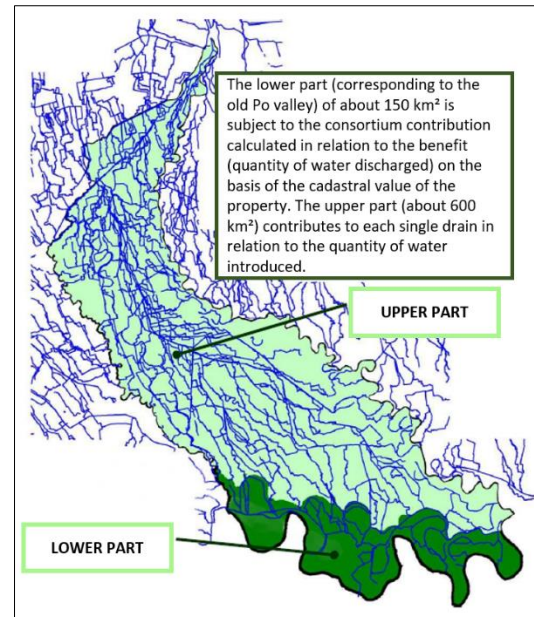 The lower part (corresponding to the
old Po valley) of about 150 km² is
subject to the consortium contribution
calculated in relation to the benefit
(quantity of water discharged) on the
basis of the cadastral value of the
property. The upper part (about 600
km²) contributes to each single drain in
relation to the quantity of water
introduced.
UPPER PART
LOWER PART